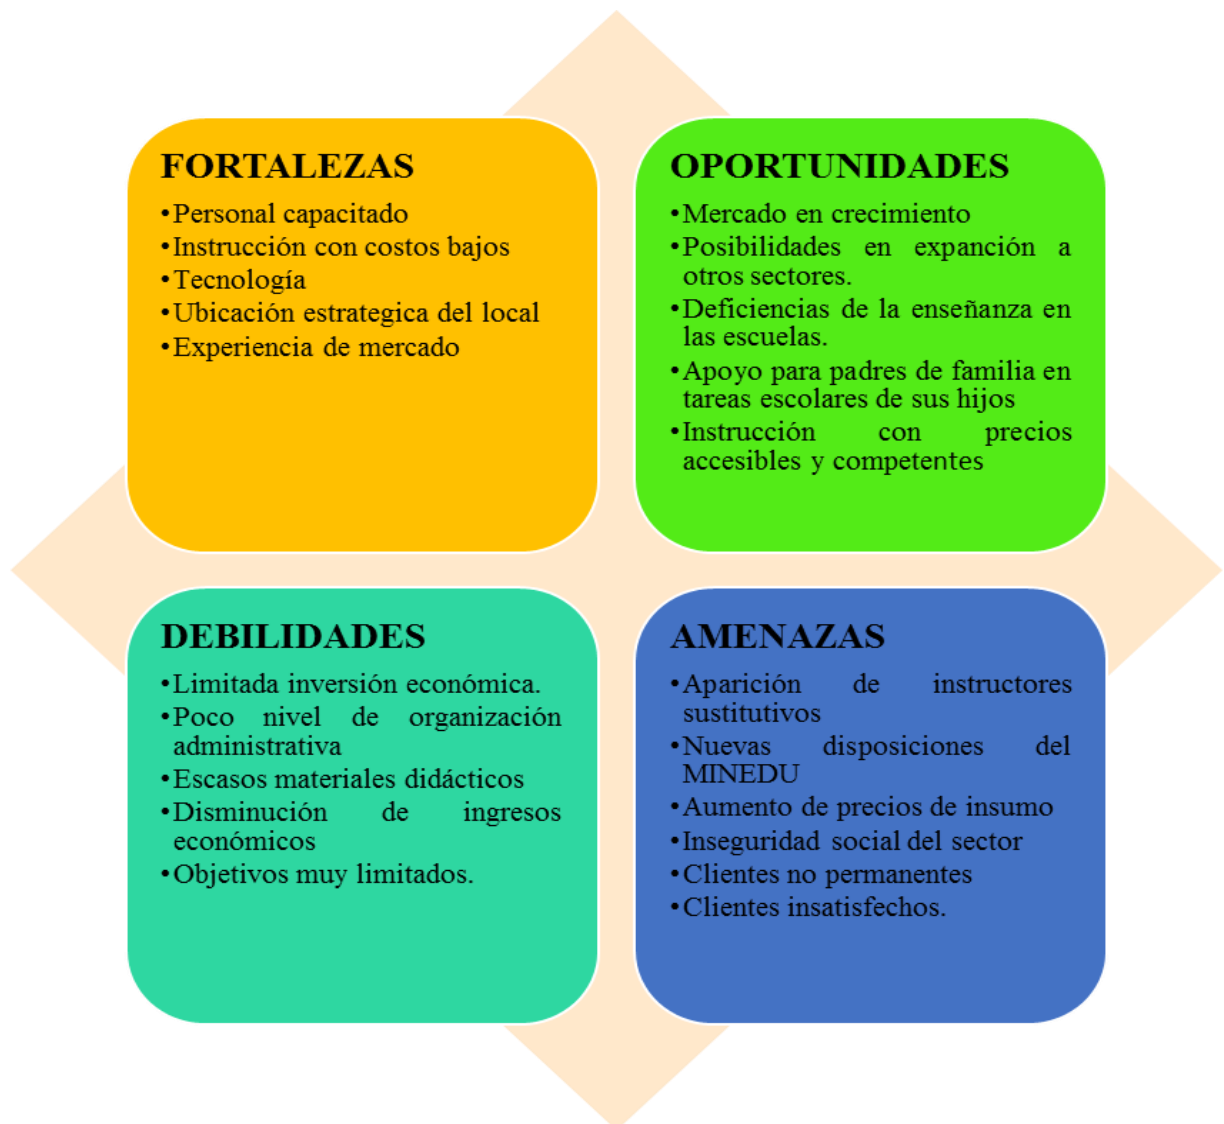 FORTALEZAS
•Personal capacitado
•Instrucción con costos bajos
•Tecnología
•Ubicación estrategica del local
•Experiencia de mercado
OPORTUNIDADES
•Mercado en crecimiento
•Posibilidades en expanción a
otros sectores.
•Deficiencias de la enseñanza en
las escuelas.
•Apoyo para padres de familia en
tareas escolares de sus hijos
•Instrucción con precios
accesibles y competentes
DEBILIDADES
•Limitada inversión económica.
•Poco nivel de organización
administrativa
•Escasos materiales didácticos
•Disminución de ingresos
económicos
•Objetivos muy limitados.
AMENAZAS
•Aparición de instructores
sustitutivos
•Nuevas disposiciones del
MINEDU
•Aumento de precios de insumo
•Inseguridad social del sector
•Clientes no permanentes
•Clientes insatisfechos.